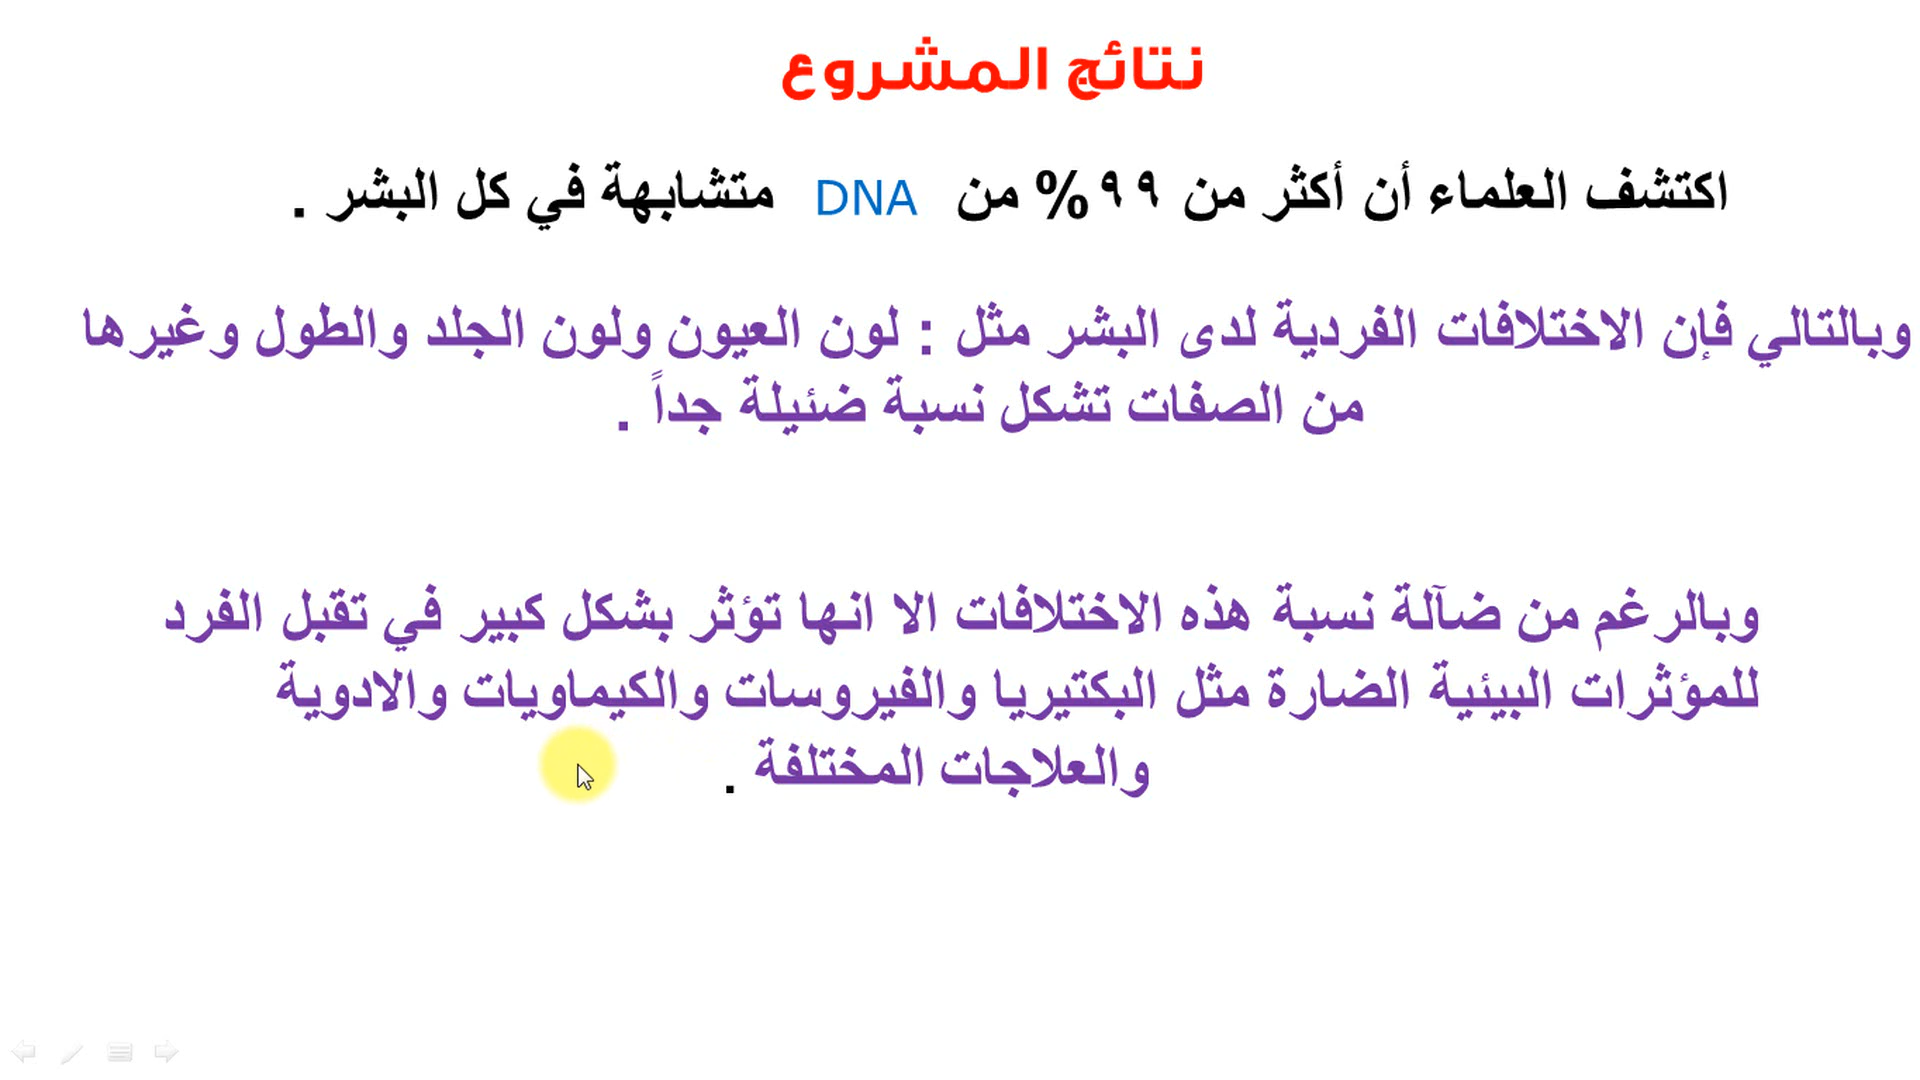 نتائج المشروع
اكتشف العلماء أن أكثر من ٩٩% من DNA متشابهة في كل البشر .
وبالتالي فإن الاختلافات الفردية لدى البشر مثل : لون العيون ولون الجلد والطول وغيرها
من الصفات تشكل نسبة ضئيلة جداً .
وبالرغم من ضآلة نسبة هذه الاختلافات الا انها تؤثر بشكل كبير في تقبل الفرد
للمؤثرات البيئية الضارة مثل البكتيريا والفيروسات والكيماويات والادوية
والعلاجات المختلفة .